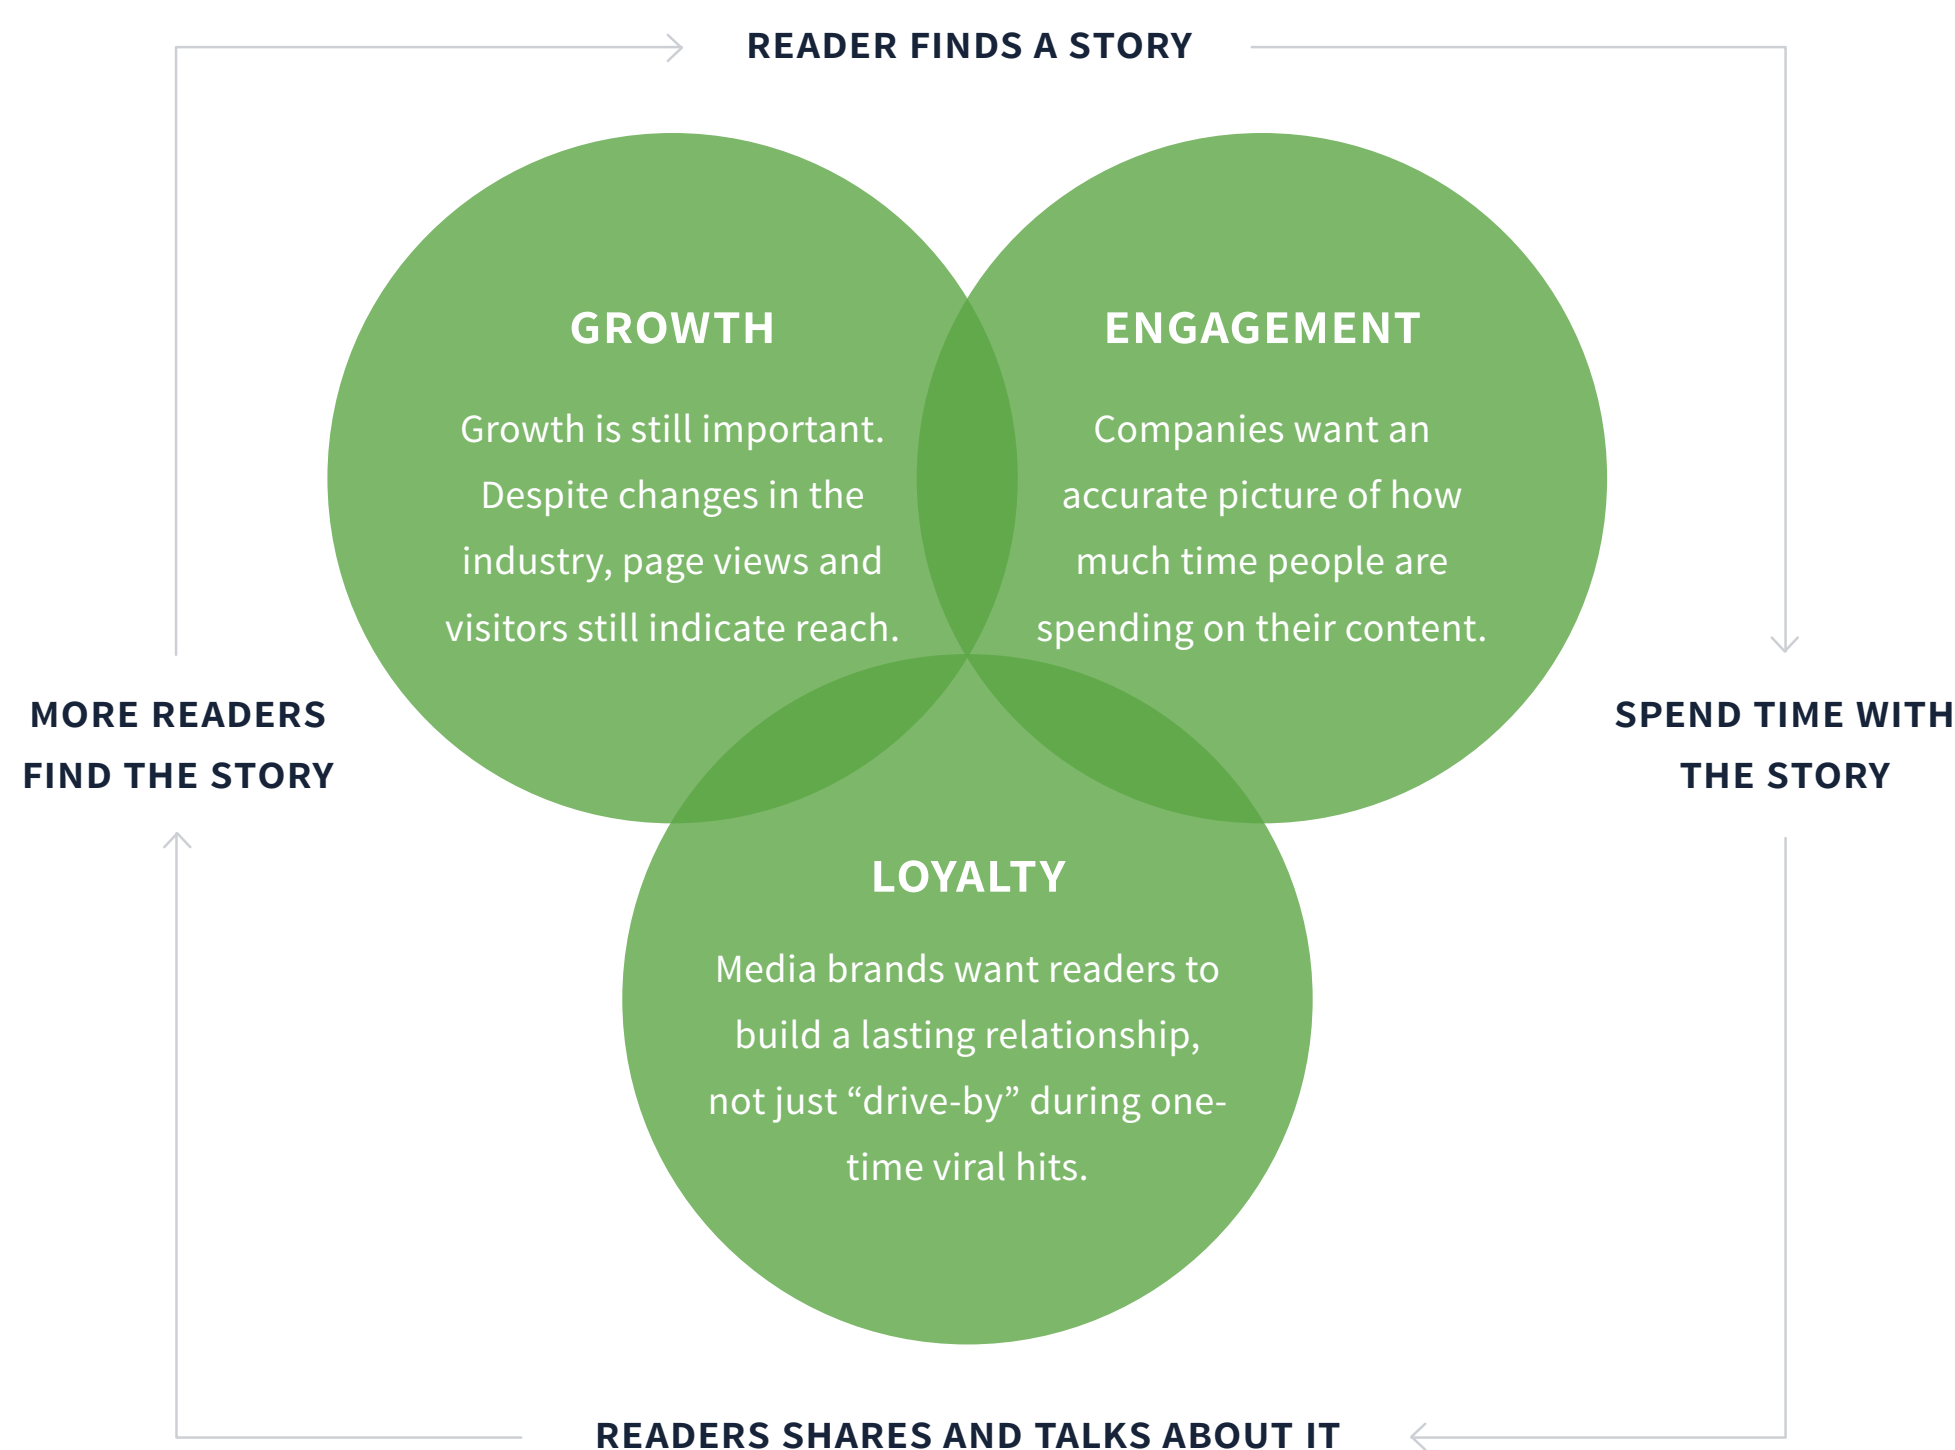 READER FINDS A STORY
GROWTH
Growth is still important.
Despite changes in the
industry, page views and
visitors still indicate reach.
ENGAGEMENT
Companies want an
accurate picture of how
much time people are
spending on their content.
MORE READERS
FIND THE STORY
SPEND TIME WITH
THE STORY
LOYALTY
Media brands want readers to
build a lasting relationship,
not just “drive-by” during one-
time viral hits.
READERS SHARES AND TALKS ABOUT IT